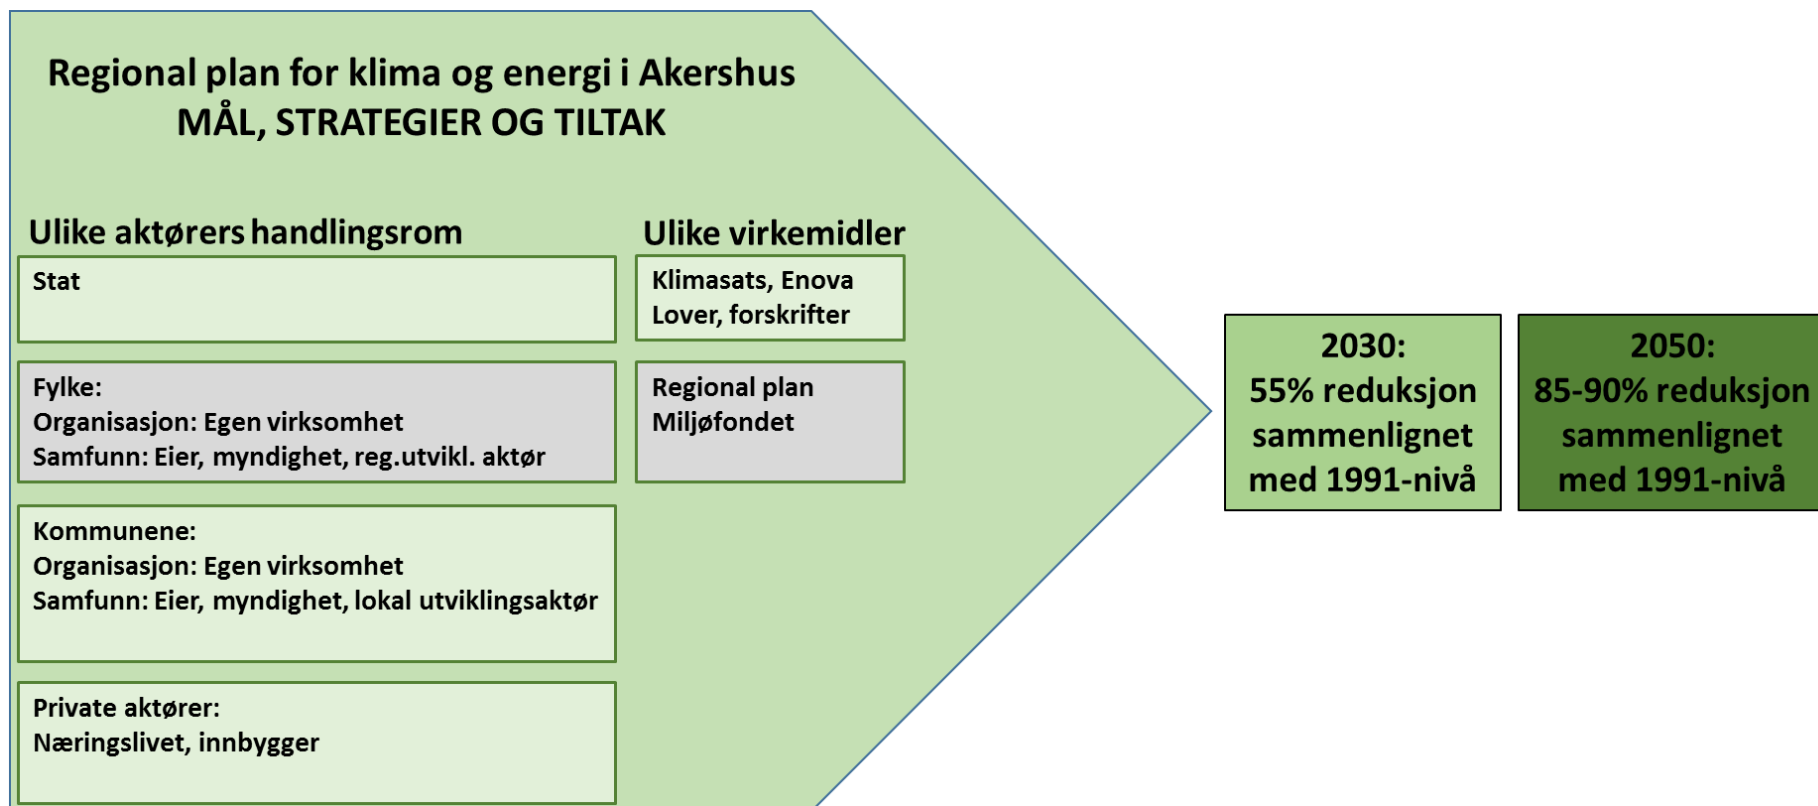 Regional plan for klima og energi i Akershus
MÅL, STRATEGIER OG TILTAK
Ulike aktørers handlingsrom
Stat
Fylke:
Organisasjon: Egen virksomhet
Samfunn: Eier, myndighet, reg.utvikl. aktør
Kommunene:
Organisasjon: Egen virksomhet
Samfunn: Eier, myndighet, lokal utviklingsaktør
Private aktører:
Næringslivet, innbygger
Ulike virkemidler
Klimasats, Enova
Lover, forskrifter
Regional plan
Miljøfondet
2030:
55% reduksjon
sammenlignet
med 1991-nivå
2050:
85-90% reduksjon
sammenlignet
med 1991-nivå